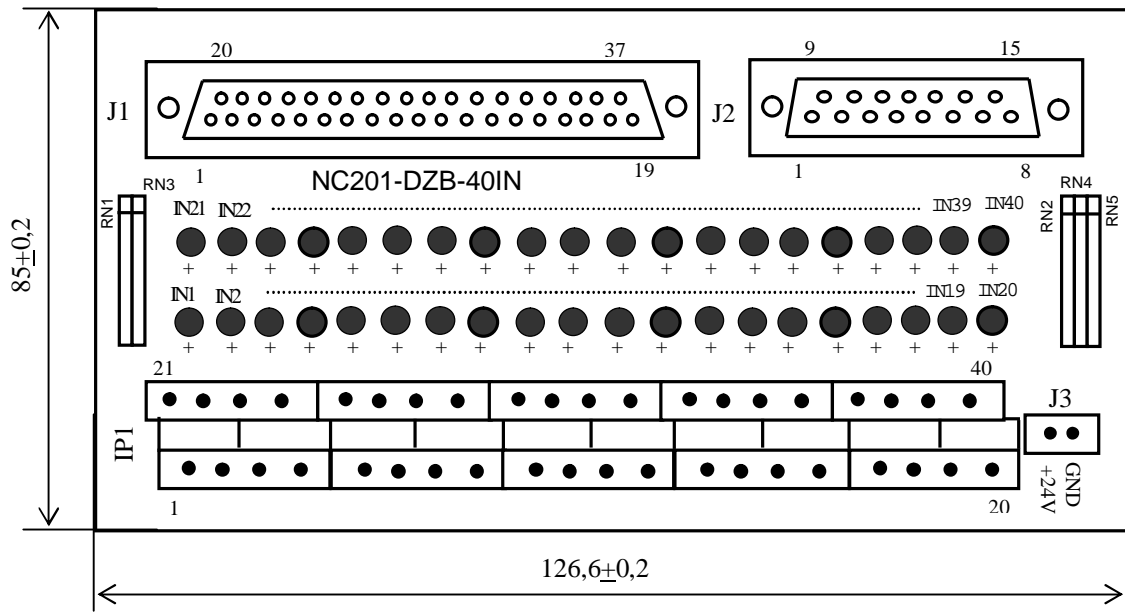 20 37
9 15
J1
J2
1 19
1 8
NC201-DZB-40IN
RN3
RN1
RN4
RN2
RN5
IN21 IN22 IN39 IN40
+ + + + + + + + + + + + + + + + + + + +
IN1 IN2 IN19 IN20
+ + + + + + + + + + + + + + + + + + + +
21 40
J3
IP1
1 20
+24V
GND
85±0,2
126,6±0,2